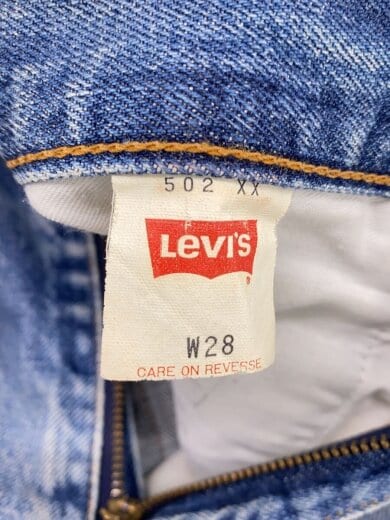 502 XX
LEVI'S
W28
CARE ON REVERSE